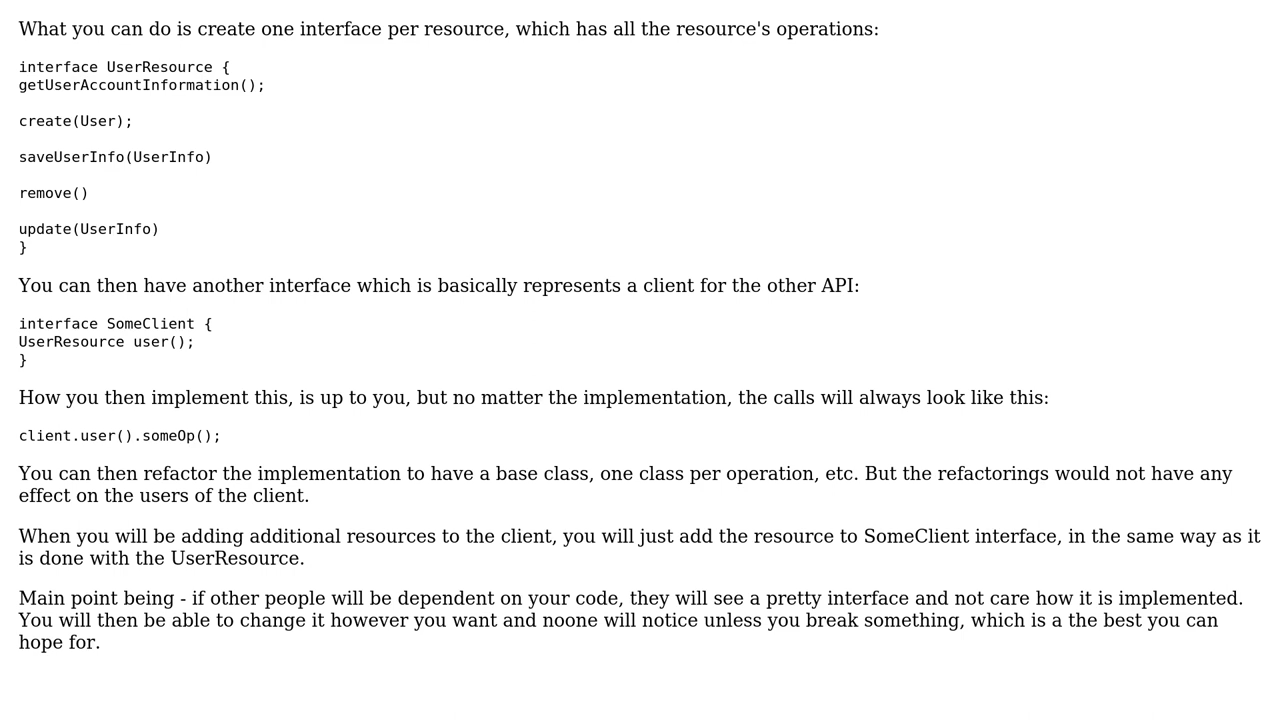 What you can do is create one interface per resource, which has all the resource's operations:
interface UserResource {
getUserAccountInformation();
create(User);
saveUserInfo(UserInfo)
remove()
update(UserInfo)
}
You can then have another interface which is basically represents a client for the other API:
interface SomeClient {
UserResource user();
}
How you then implement this, is up to you, but no matter the implementation, the calls will always look like this:
client.user().someOp();
You can then refactor the implementation to have a base class, one class per operation, etc. But the refactorings would not have any
effect on the users of the client.
When you will be adding additional resources to the client, you will just add the resource to SomeClient interface, in the same way as it
is done with the UserResource.
Main point being - if other people will be dependent on your code, they will see a pretty interface and not care how it is implemented.
You will then be able to change it however you want and noone will notice unless you break something, which is a the best you can
hope for.